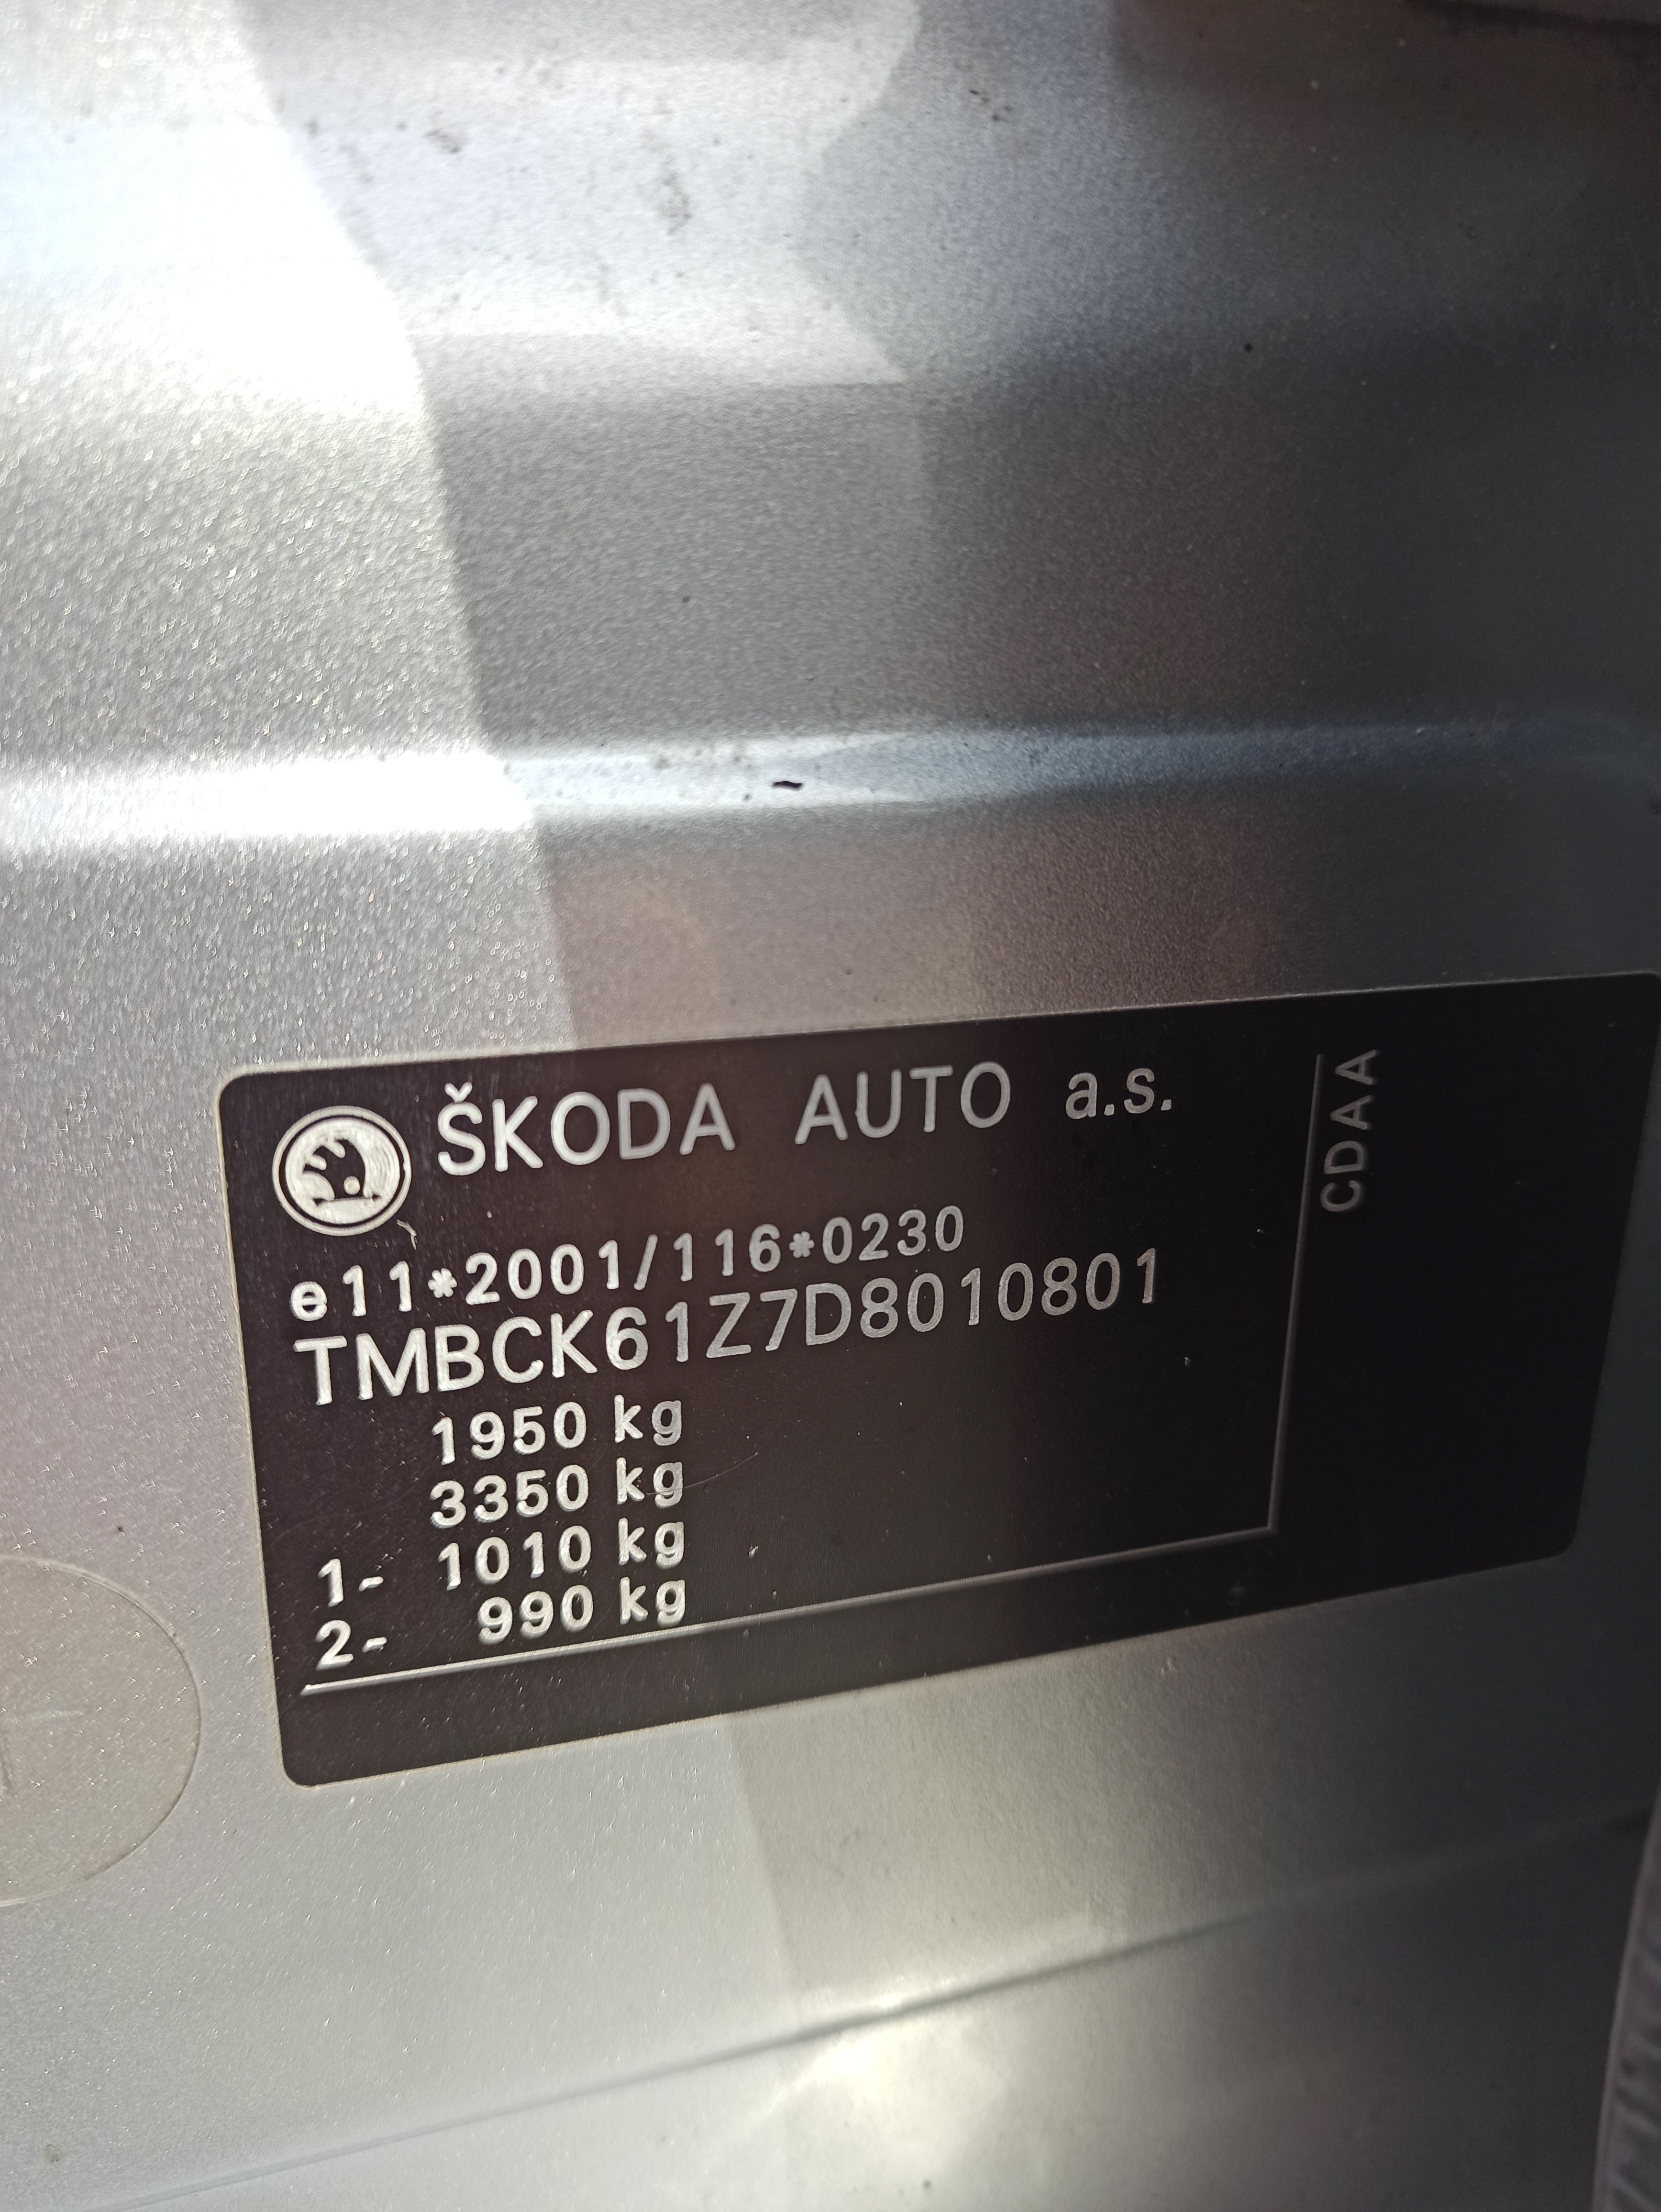 ŠKODA AUTO a.s.
e11*2001/116*0230
TMBCK61Z7D8010801
1950 kg
3350 kg
1- 1010 kg
2- 990 kg
CDAA